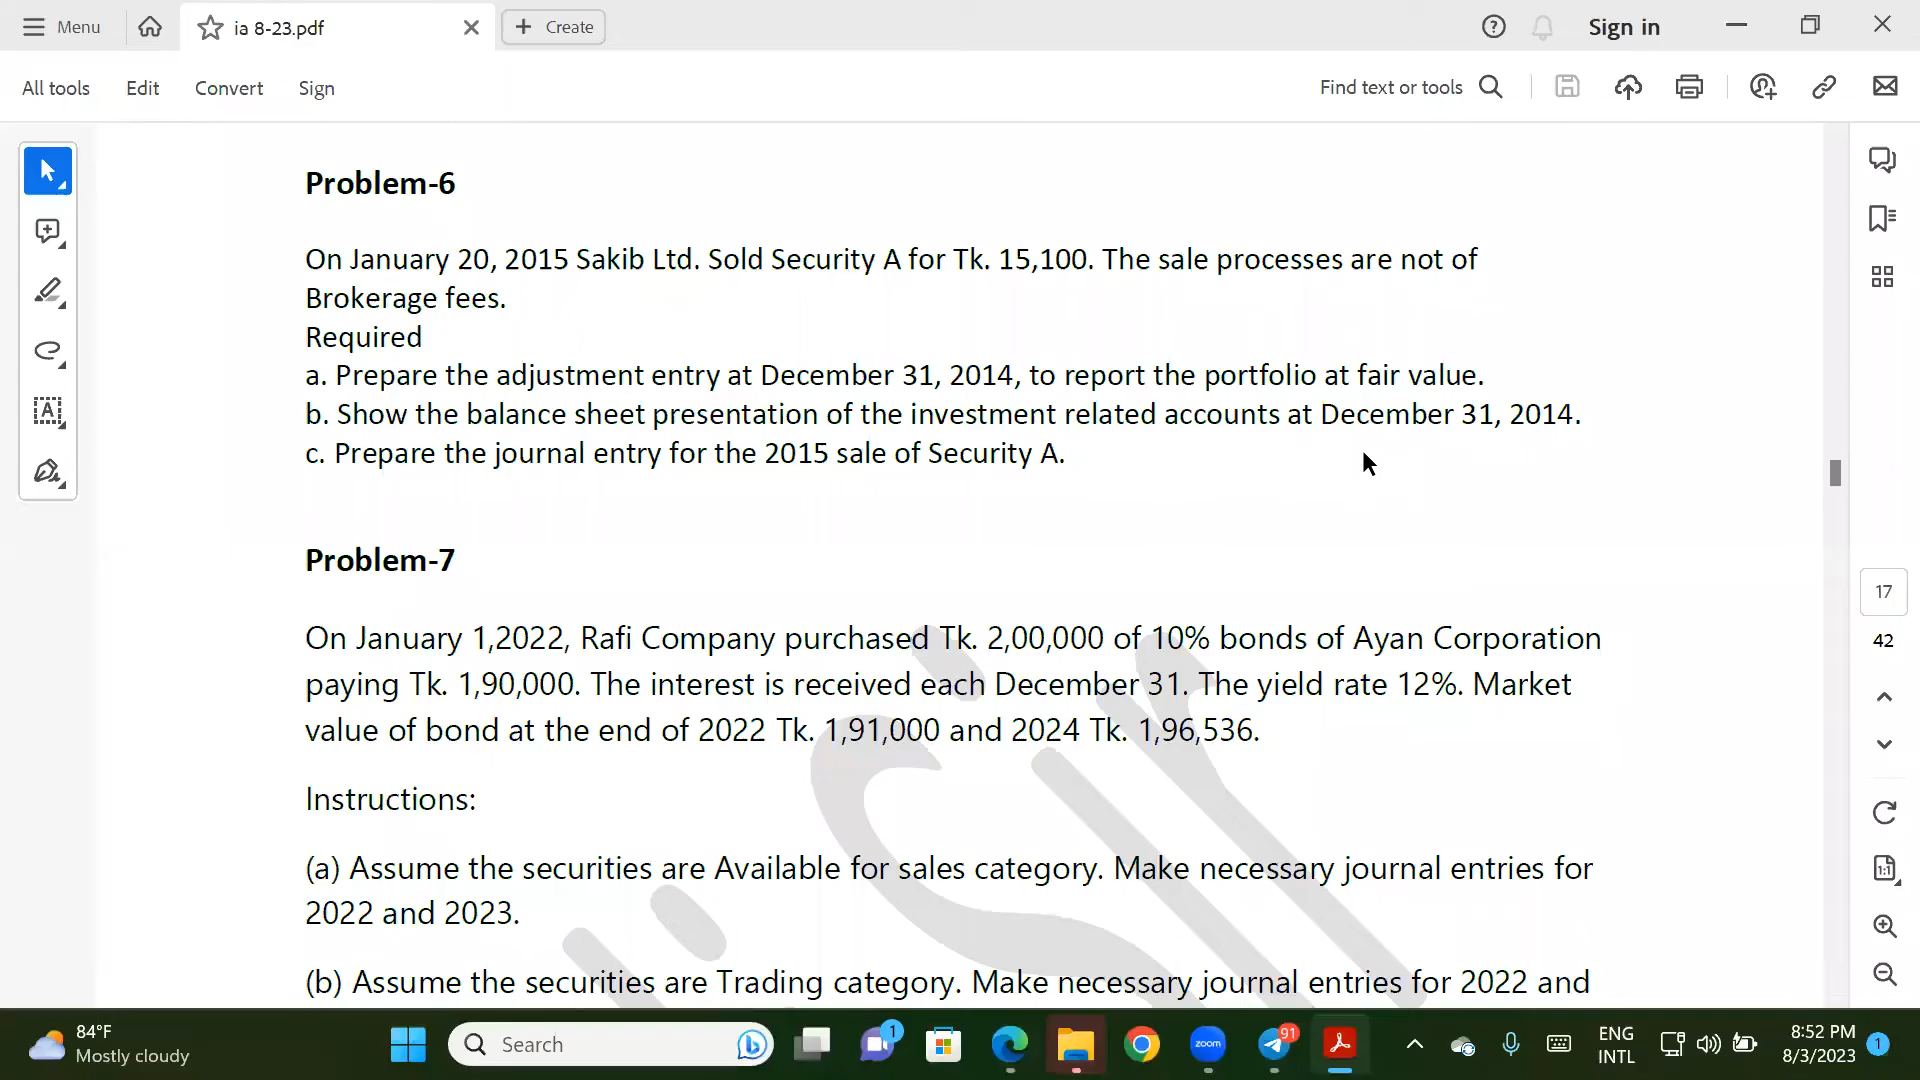 Menu
ia 8-23.pdf
Create
Sign in
All tools
Edit
Convert
Sign
Find text or tools
Problem-6
On January 20, 2015 Sakib Ltd. Sold Security A for Tk. 15,100. The sale processes are not of
Brokerage fees.
Required
a. Prepare the adjustment entry at December 31, 2014, to report the portfolio at fair value.
b. Show the balance sheet presentation of the investment related accounts at December 31, 2014.
c. Prepare the journal entry for the 2015 sale of Security A.
Problem-7
On January 1,2022, Rafi Company purchased Tk. 2,00,000 of 10% bonds of Ayan Corporation
paying Tk. 1,90,000. The interest is received each December 31. The yield rate 12%. Market
value of bond at the end of 2022 Tk. 1,91,000 and 2024 Tk. 1,96,536.
Instructions:
(a) Assume the securities are Available for sales category. Make necessary journal entries for
2022 and 2023.
(b) Assume the securities are Trading category. Make necessary journal entries for 2022 and
17
42
1:1
84°F
Mostly cloudy
Search
1
zoom
91
ENG
INTL
8:52 PM
8/3/2023
1